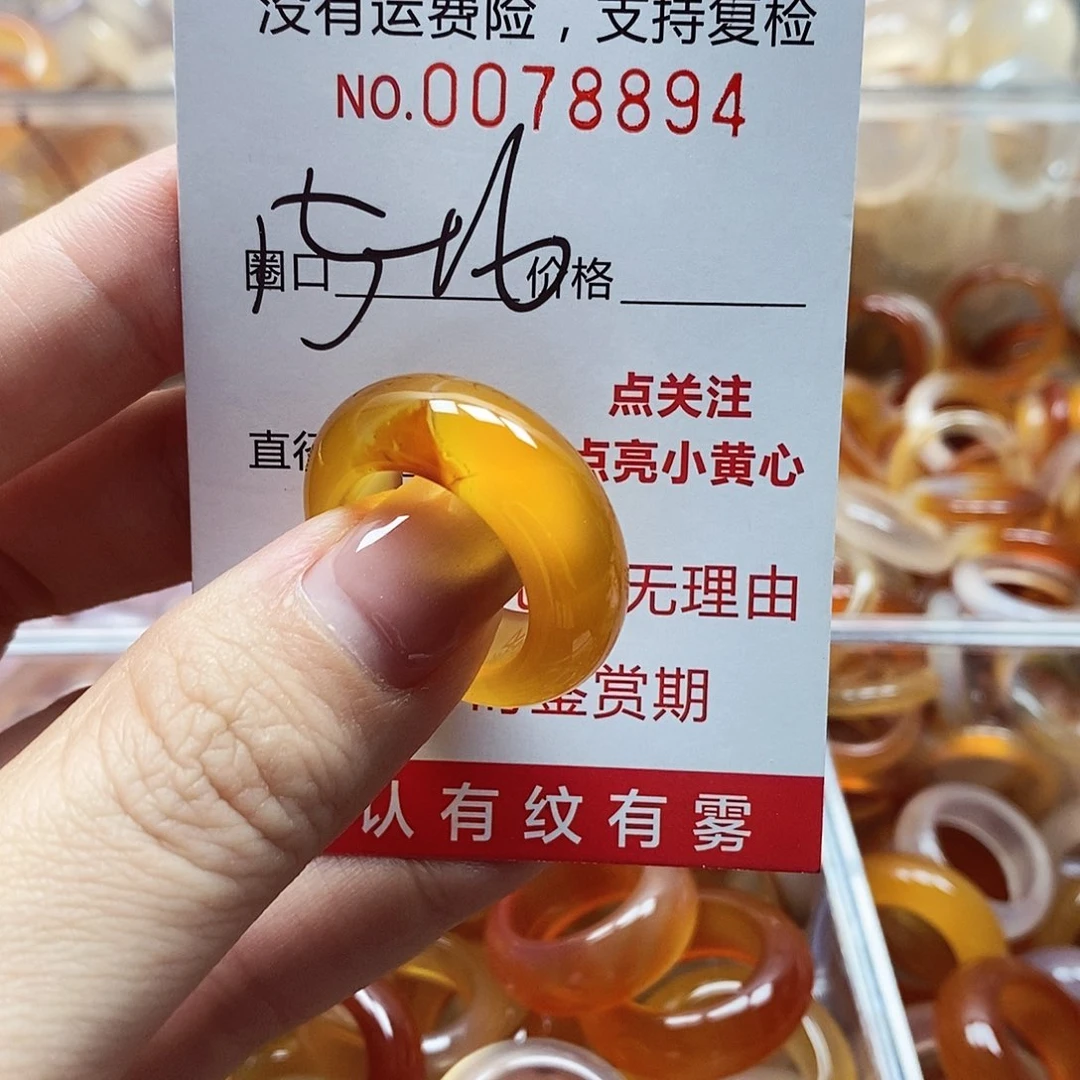 没有运费险，支持复检
NO.0078894
圈口 价格
点关注
直径 点亮小黄心
无理由
鉴赏期
认有纹有雾